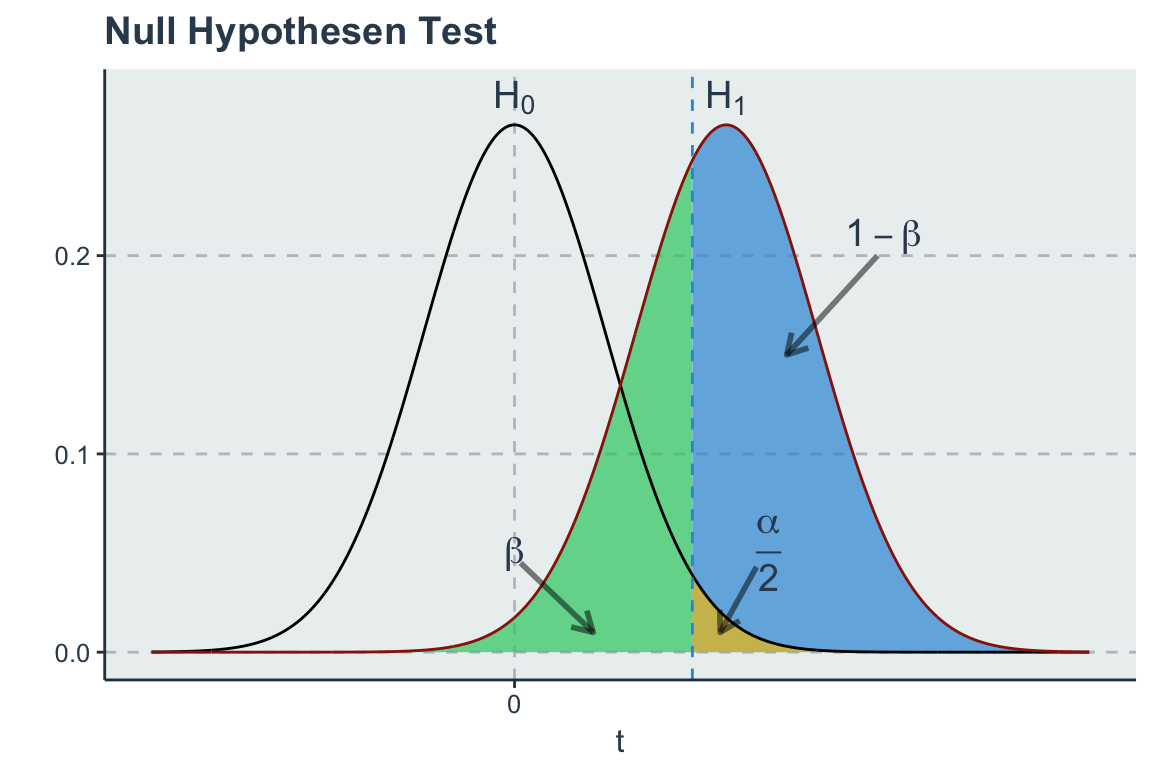 Null Hypothesen Test
H₀
H₁
1 – β
0.2
0.1
α
2
β
0.0
0
t